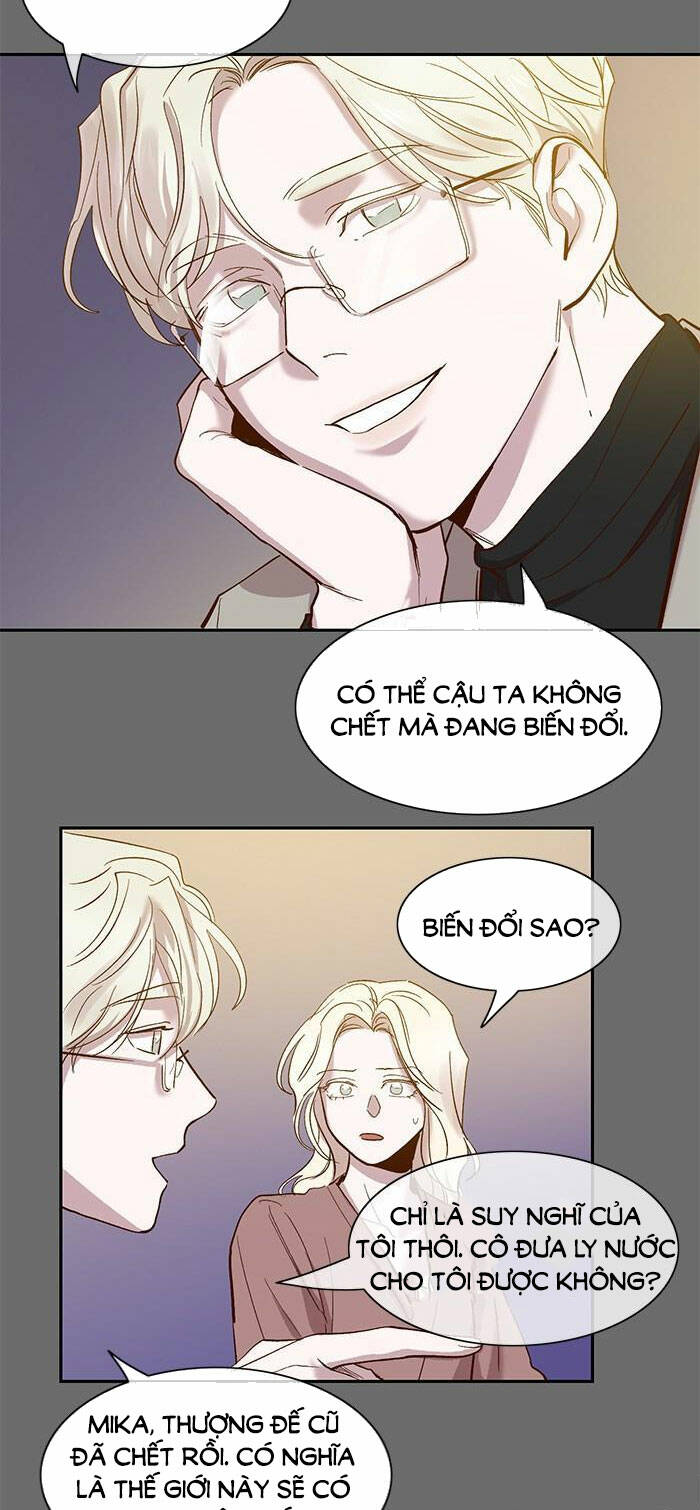 CÓ THỂ CẬU TA KHÔNG
CHẾT MÀ ĐANG BIẾN ĐỔI.
BIẾN ĐỔI SAO?
CHỈ LÀ SUY NGHĨ CỦA
TÔI THÔI. CÔ ĐƯA LY NƯỚC
CHO TÔI ĐƯỢC KHÔNG?
MIKA, THƯỢNG ĐẾ CŨ
ĐÃ CHẾT RỒI. CÓ NGHĨA
LÀ THẾ GIỚI NÀY SẼ CÓ